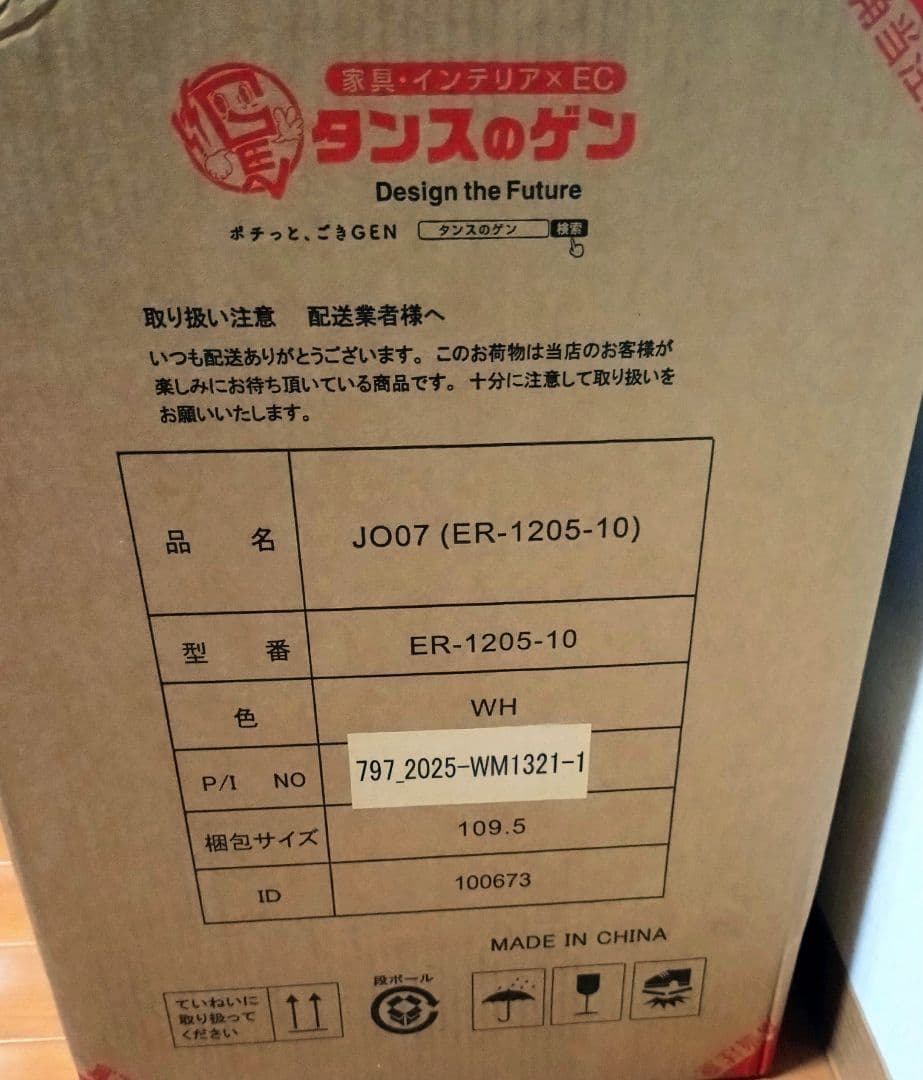 家具・インテリア×EC
タンスのゲン
GEN
Design the Future
ポチっと、ごきGEN タンスのゲン 検索
取り扱い注意 配送業者様へ
いつも配送ありがとうございます。このお荷物は当店のお客様が
楽しみにお待ち頂いている商品です。十分に注意して取り扱いを
お願いいたします。
品名 JO07 (ER-1205-10)
型番 ER-1205-10
色 WH
P/I NO 797_2025-WM1321-1
梱包サイズ 109.5
ID 100673
MADE IN CHINA
段ボール
ていねいに
取り扱って
ください